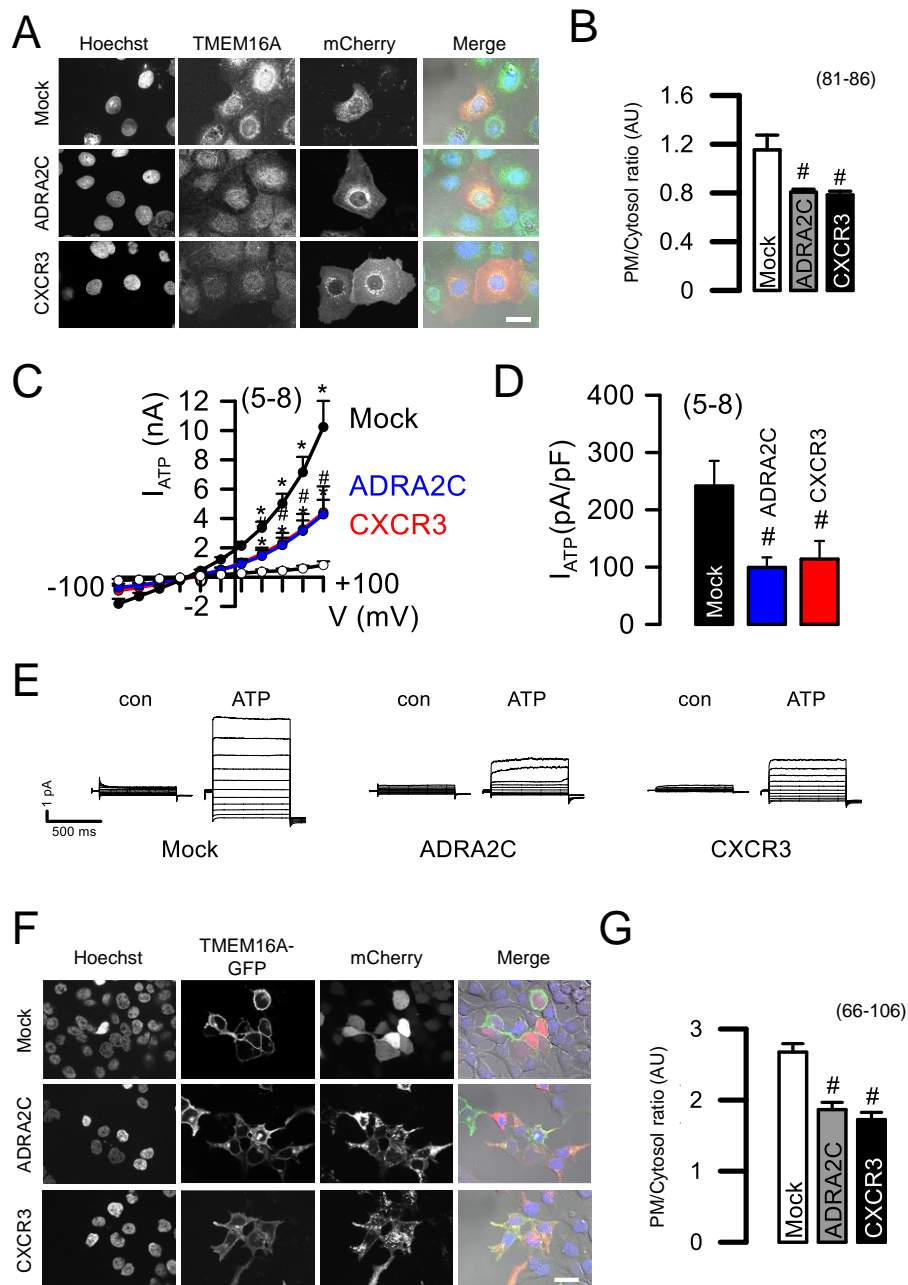 A
Hoechst TMEM16A mCherry Merge
Mock
ADRA2C
CXCR3
B
(81-86)
PM/Cytosol ratio (AU)
1.6
1.2
0.8
0.4
0
# #
Mock
ADRA2C
CXCR3
C
I ATP (nA)
(5-8)
12
10
8
6
4
2
-2
-100
+100
V (mV)
Mock
ADRA2C
CXCR3
* * * *
# # # #
* * * *
D
I ATP (pA/pF)
(5-8)
400
300
200
100
0
Mock
# ADRA2C
# CXCR3
E
con ATP con ATP con ATP
1 pA
500 ms
Mock ADRA2C CXCR3
F
Hoechst TMEM16A-GFP mCherry Merge
Mock
ADRA2C
CXCR3
G
(66-106)
PM/Cytosol ratio (AU)
3
2
1
0
# #
Mock
ADRA2C
CXCR3